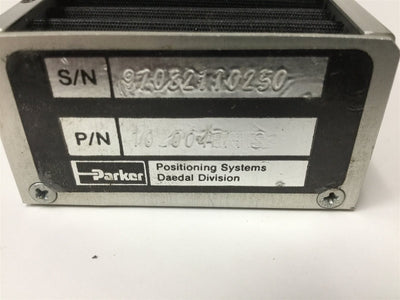 S/N 97082110250
P/N
Parker Positioning Systems
Daedal Division